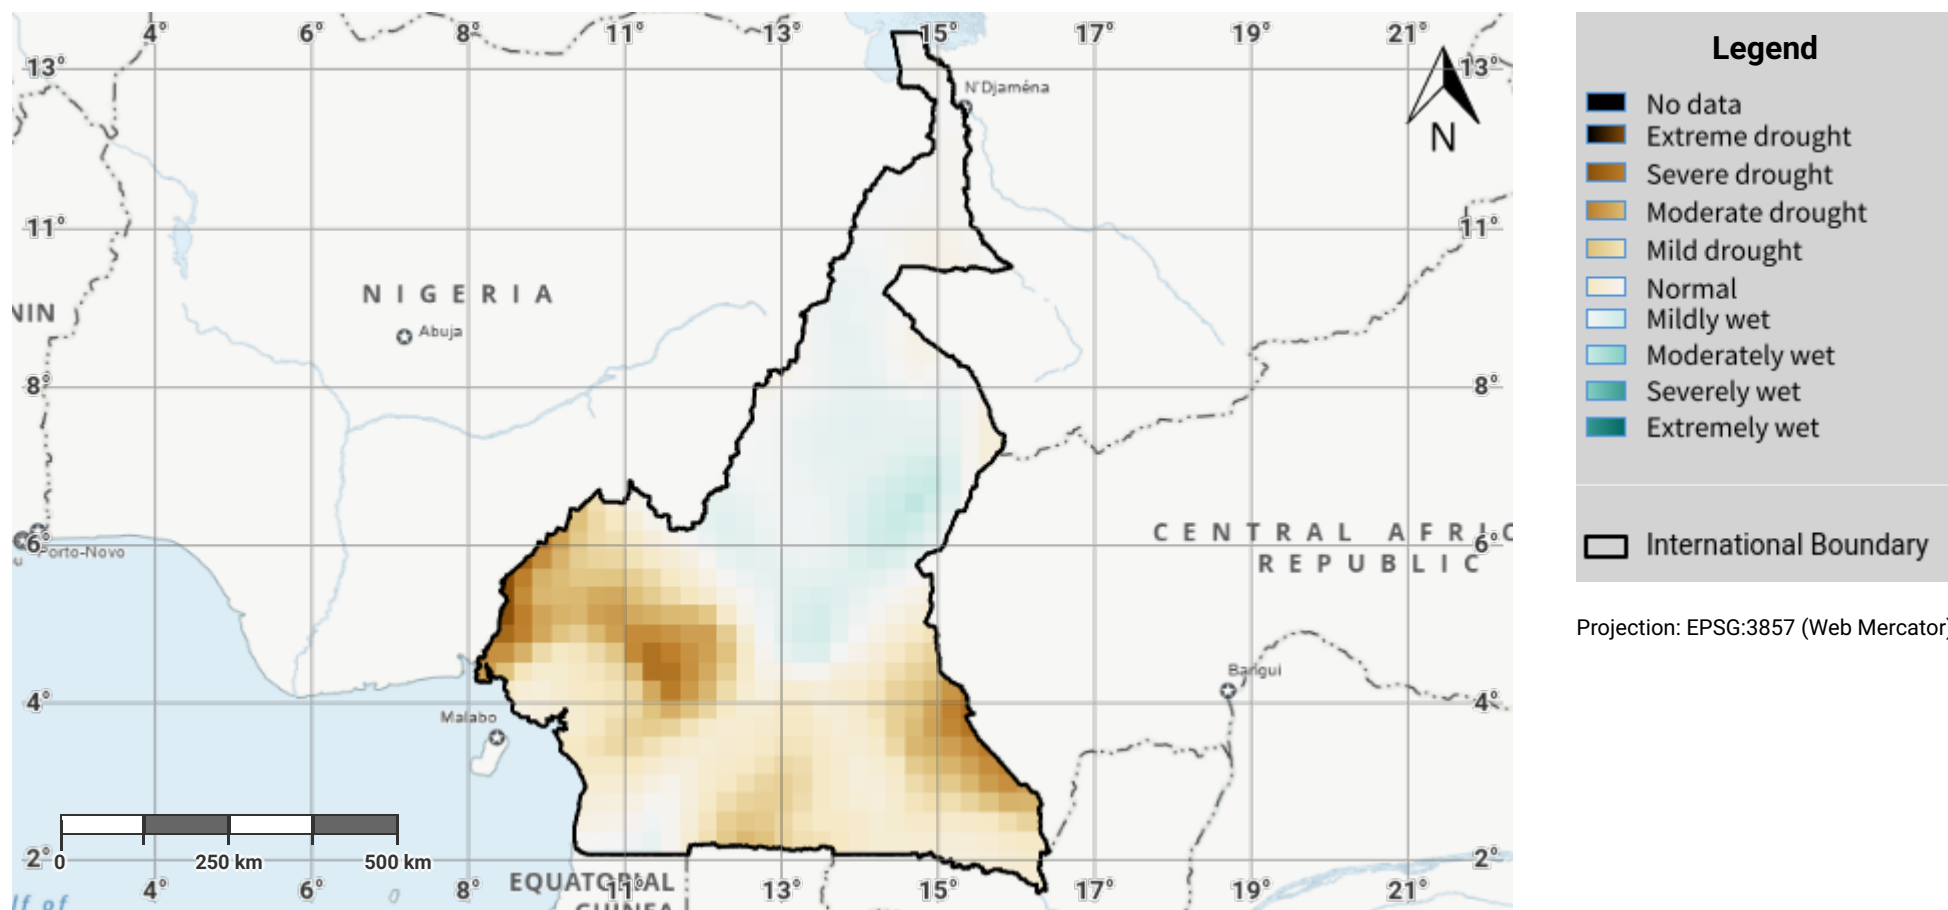 4° 6° 8° 11° 13° 15° 17° 19° 21°
13° 13°
N'Djaména
N
11° 11°
NIGERIA
NIN
Abuja
8° 8°
6° 6°
Porto-Novo
CENTRAL AFRIC
REPUBLIC
Bangui
4° 4°
Malabo
0 250 km 500 km
2° 2°
EQUATORIAL
GUINEA
4° 6° 8° 11° 13° 15° 17° 19° 21°
lf of
Legend
No data
Extreme drought
Severe drought
Moderate drought
Mild drought
Normal
Mildly wet
Moderately wet
Severely wet
Extremely wet
International Boundary
Projection: EPSG:3857 (Web Mercator)